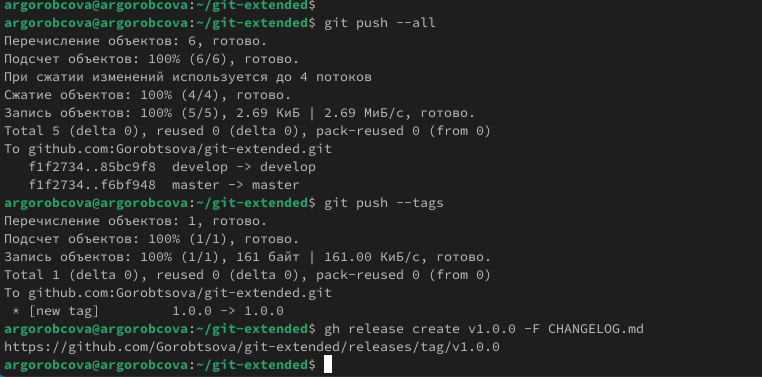 argorobcova@argorobcova:~/git-extended$
argorobcova@argorobcova:~/git-extended$ git push --all
Перечисление объектов: 6, готово.
Подсчет объектов: 100% (6/6), готово.
При сжатии изменений используется до 4 потоков
Сжатие объектов: 100% (4/4), готово.
Запись объектов: 100% (5/5), 2.69 КиБ | 2.69 МиБ/с, готово.
Total 5 (delta 0), reused 0 (delta 0), pack-reused 0 (from 0)
To github.com:Gorobtsova/git-extended.git
   f1f2734..85bc9f8  develop -> develop
   f1f2734..f6bf948  master -> master
argorobcova@argorobcova:~/git-extended$ git push --tags
Перечисление объектов: 1, готово.
Подсчет объектов: 100% (1/1), готово.
Запись объектов: 100% (1/1), 161 байт | 161.00 КиБ/с, готово.
Total 1 (delta 0), reused 0 (delta 0), pack-reused 0 (from 0)
To github.com:Gorobtsova/git-extended.git
 * [new tag]         1.0.0 -> 1.0.0
argorobcova@argorobcova:~/git-extended$ gh release create v1.0.0 -F CHANGELOG.md
https://github.com/Gorobtsova/git-extended/releases/tag/v1.0.0
argorobcova@argorobcova:~/git-extended$